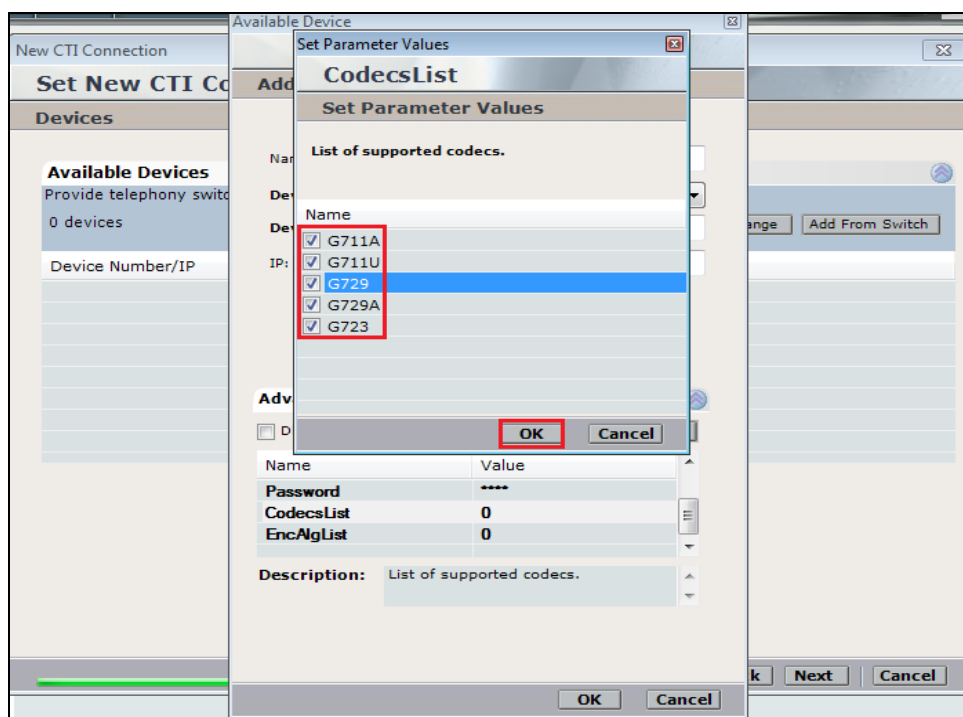 Available Device
New CTI Connection
Set Parameter Values
CodecsList
Set New CTI Co
Add
Devices
Set Parameter Values
List of supported codecs.
Nar
Available Devices
Provide telephony switc
Dev
0 devices
Name
Dev
ange
Add From Switch
G711A
Device Number/IP
IP:
G711U
G729
G729A
G723
Adv
D
OK
Cancel
Name Value
Password ****
CodecsList 0
EncAlgList 0
Description: List of supported codecs.
k
Next
Cancel
OK
Cancel